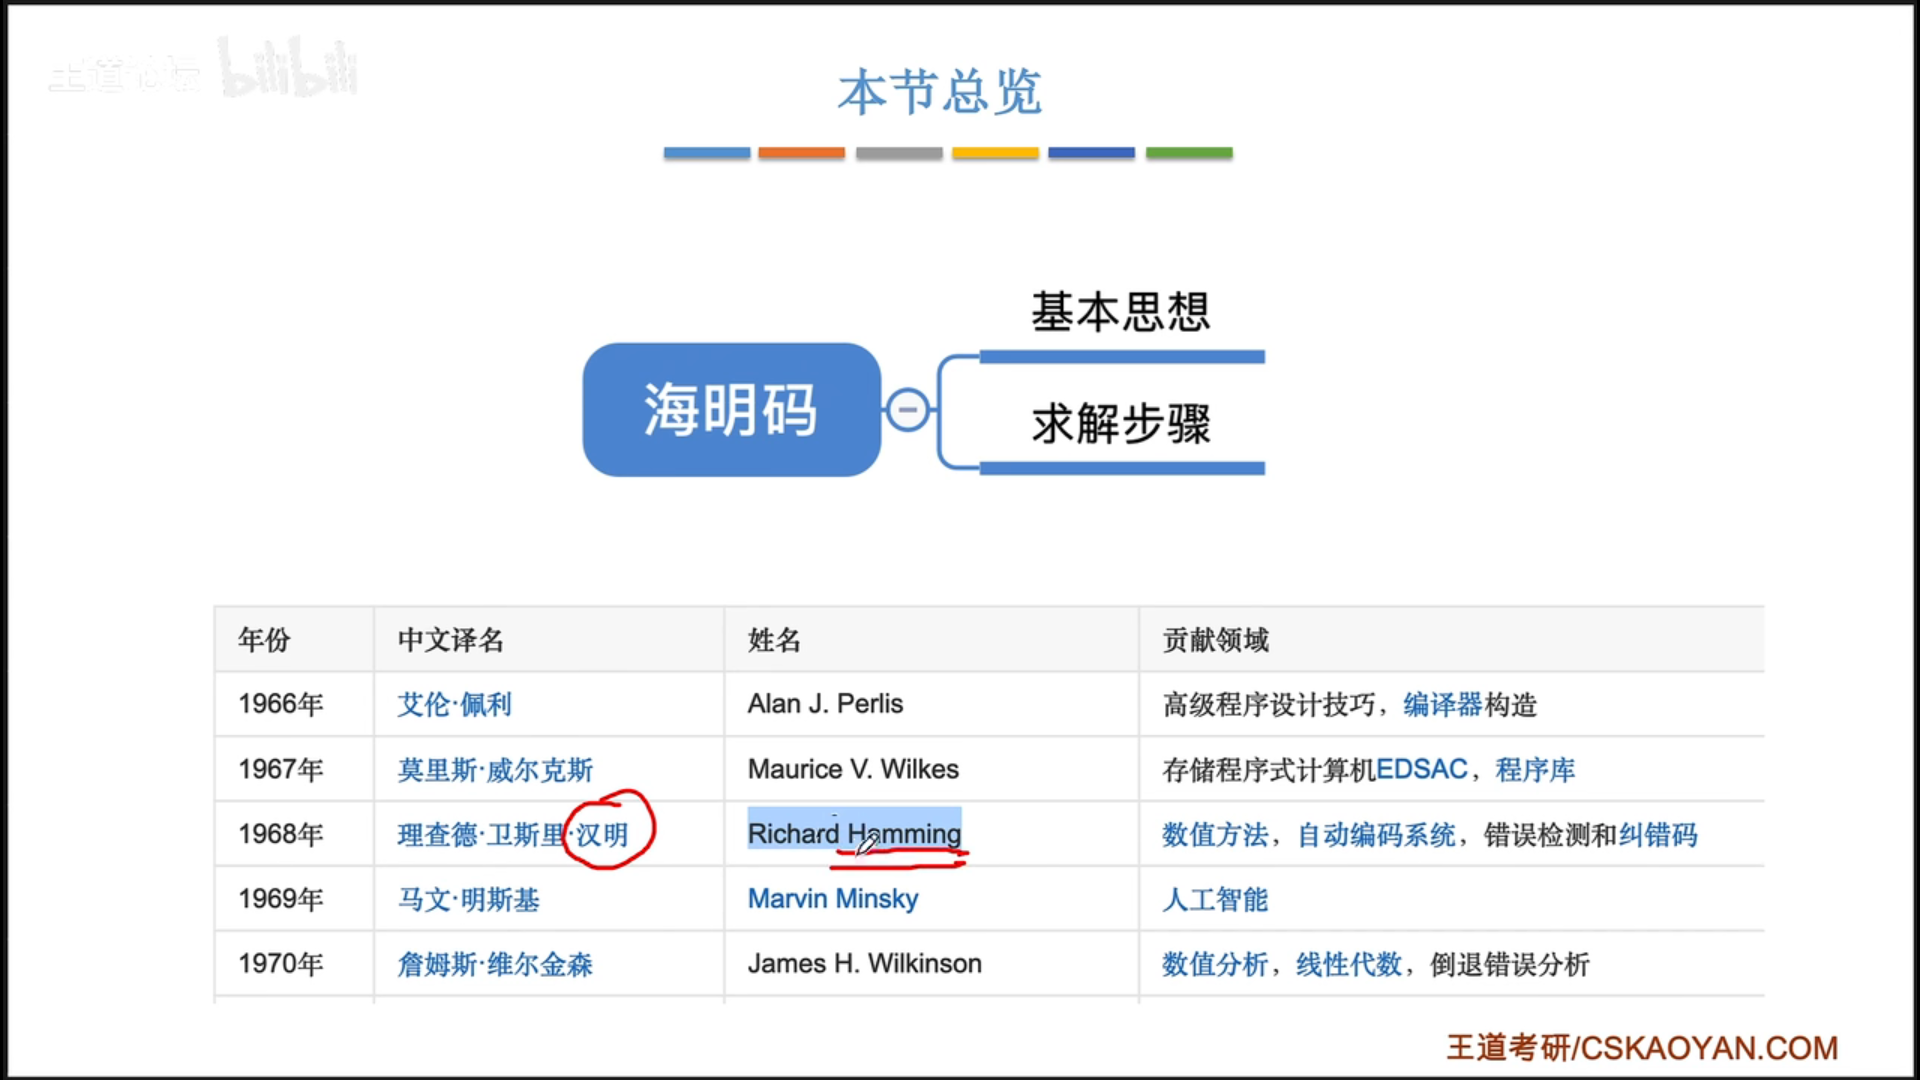 王道论坛 bilibili
本节总览
基本思想
海明码
求解步骤
年份 中文译名 姓名 贡献领域
1966年 艾伦·佩利 Alan J. Perlis 高级程序设计技巧，编译器构造
1967年 莫里斯·威尔克斯 Maurice V. Wilkes 存储程序式计算机EDSAC，程序库
1968年 理查德·卫斯里·汉明 Richard Hamming 数值方法，自动编码系统，错误检测和纠错码
1969年 马文·明斯基 Marvin Minsky 人工智能
1970年 詹姆斯·维尔金森 James H. Wilkinson 数值分析，线性代数，倒退错误分析
王道考研/CSKAOYAN.COM